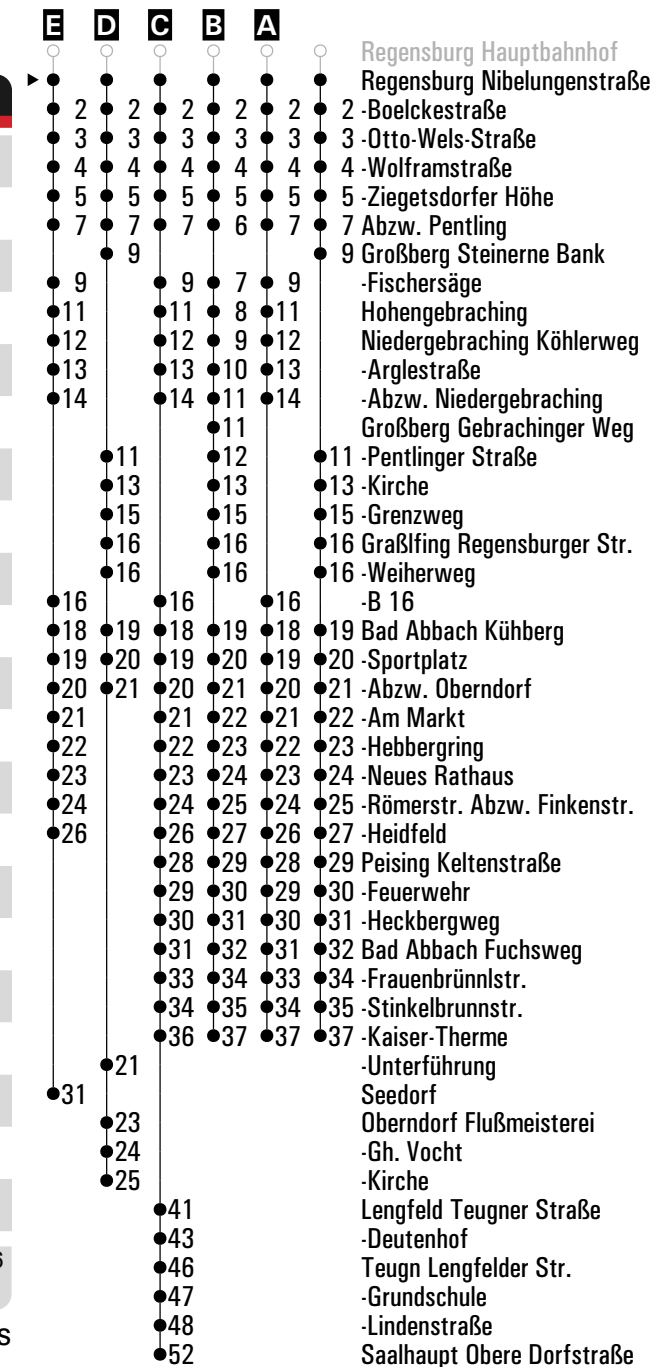 E D C B A
Regensburg Hauptbahnhof
Regensburg Nibelungenstraße
2 2 2 2 2 2 -Boelckestraße
3 3 3 3 3 3 -Otto-Wels-Straße
4 4 4 4 4 4 -Wolframstraße
5 5 5 5 5 5 -Ziegetsdorfer Höhe
7 7 7 6 7 7 Abzw. Pentling
9 9 Großberg Steinerne Bank
9 9 7 9 -Fischersäge
11 11 8 11 Hohengebraching
12 12 9 12 Niedergebraching Köhlerweg
13 13 10 13 -Arglestraße
14 14 11 14 -Abzw. Niedergebraching
11 Großberg Gebrachinger Weg
11 12 11 -Pentlinger Straße
13 13 13 -Kirche
15 15 15 -Grenzweg
16 16 16 Graßlfing Regensburger Str.
16 16 16 -Weiherweg
16 16 16 -B 16
18 19 18 19 18 19 Bad Abbach Kühberg
19 20 19 20 19 20 -Sportplatz
20 21 20 21 20 21 -Abzw. Oberndorf
21 21 22 21 22 -Am Markt
22 22 23 22 23 -Hebbergring
23 23 24 23 24 -Neues Rathaus
24 24 25 24 25 -Römerstr. Abzw. Finkenstr.
26 26 27 26 27 -Heidfeld
28 29 28 29 Peising Keltenstraße
29 30 29 30 -Feuerwehr
30 31 30 31 -Heckbergweg
31 32 31 32 Bad Abbach Fuchsweg
33 34 33 34 -Frauenbrünnlstr.
34 35 34 35 -Stinkelbrunnstr.
36 37 37 37 -Kaiser-Therme
21 -Unterführung
31 Seedorf
23 Oberndorf Flußmeisterei
24 -Gh. Vocht
25 -Kirche
41 Lengfeld Teugner Straße
43 -Deutenhof
46 Teugn Lengfelder Str.
47 -Grundschule
48 -Lindenstraße
52 Saalhaupt Obere Dorfstraße